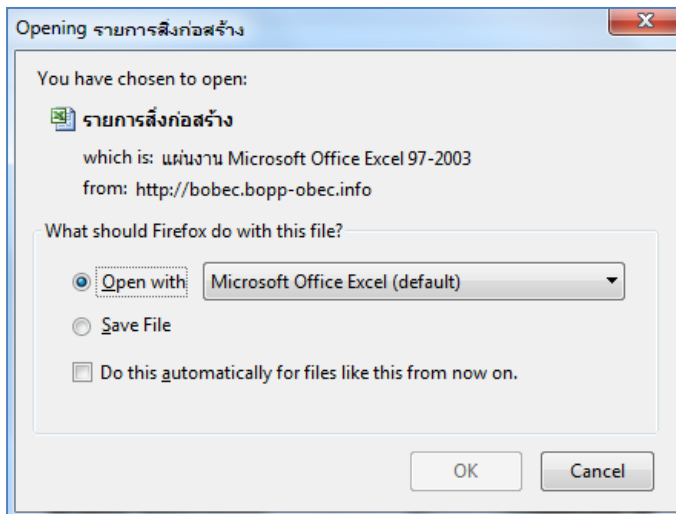 Opening รายการสิ่งก่อสร้าง
You have chosen to open:
รายการสิ่งก่อสร้าง
which is: แผ่นงาน Microsoft Office Excel 97-2003
from: http://bobec.bopp-obec.info
What should Firefox do with this file?
Open with Microsoft Office Excel (default)
Save File
Do this automatically for files like this from now on.
OK Cancel